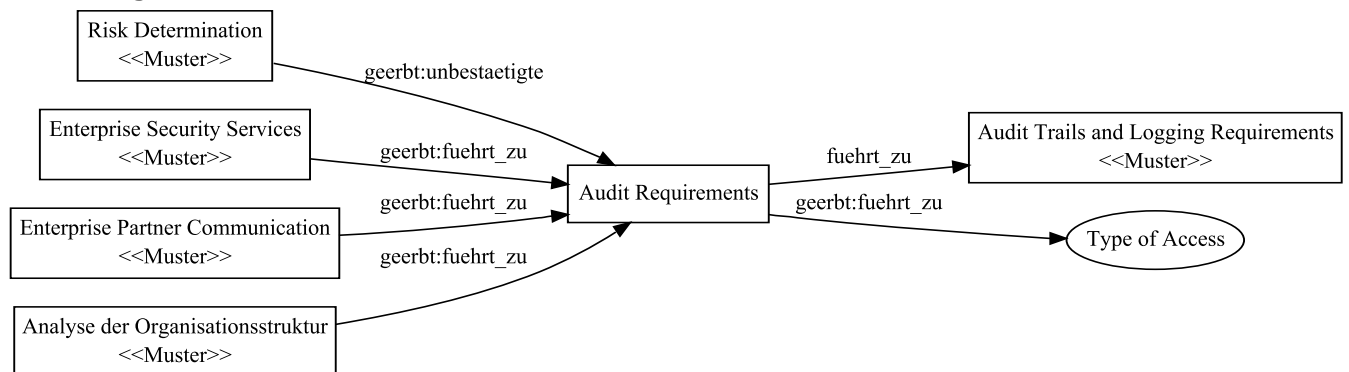 Risk Determination
<<Muster>>
geerbt:unbestaetigte
Enterprise Security Services
<<Muster>>
geerbt:fuehrt_zu
Enterprise Partner Communication
<<Muster>>
geerbt:fuehrt_zu
Analyse der Organisationsstruktur
<<Muster>>
geerbt:fuehrt_zu
Audit Requirements
fuehrt_zu
Audit Trails and Logging Requirements
<<Muster>>
geerbt:fuehrt_zu
Type of Access